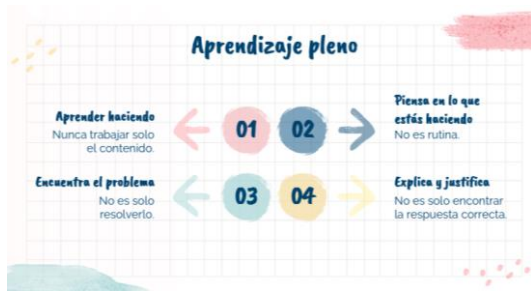 Aprendizaje pleno
Aprender haciendo
Nunca trabajar solo
el contenido.
01
02
Piensa en lo que
estás haciendo
No es rutina.
Encuentra el problema
No es solo
resolverlo.
03
04
Explica y justifica
No es solo encontrar
la respuesta correcta.